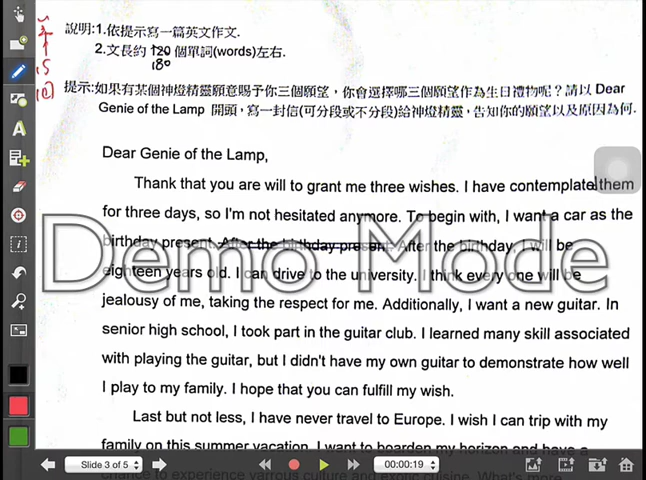 說明:1.依提示寫一篇英文作文.
2.文長約 120 個單詞(words)左右.
180
提示:如果有某個神燈精靈願意賜予你三個願望，你會選擇哪三個願望作為生日禮物呢？請以 Dear
Genie of the Lamp 開頭，寫一封信(可分段或不分段)給神燈精靈，告知你的願望以及原因為何.
Dear Genie of the Lamp,
Thank that you are will to grant me three wishes. I have contemplated them
for three days, so I'm not hesitated anymore. To begin with, I want a car as the
birthday present. After the birthday present. After the birthday, I will be
eighteen years old. I can drive to the university. I think every one will be
jealousy of me, taking the respect for me. Additionally, I want a new guitar. In
senior high school, I took part in the guitar club. I learned many skill associated
with playing the guitar, but I didn't have my own guitar to demonstrate how well
I play to my family. I hope that you can fulfill my wish.
Last but not less, I have never travel to Europe. I wish I can trip with my
family on this summer vacation. I want to boarden my horizon and have a
chance to experience varrous culture and exotic cuisine. What's more
Demo Mode
Slide 3 of 5
00:00:19